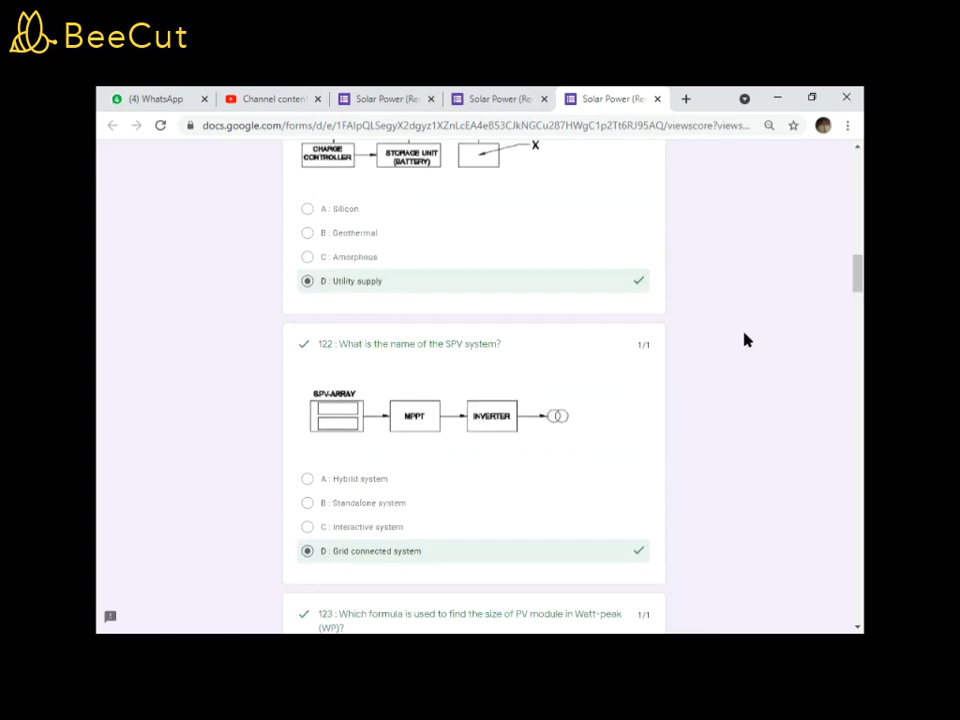 BeeCut
(4) WhatsApp
Channel conten
Solar Power (Re
Solar Power (Re
Solar Power (Re
docs.google.com/forms/d/e/1FAIpQLSegyX2dgyz1XZnLcEA4eB53CJkNGCu287HWgC1p2Tt6RJ95AQ/viewscore?views...
CHARGE
CONTROLLER
STORAGE UNIT
(BATTERY)
X
A : Silicon
B : Geothermal
C : Amorphous
D : Utility supply
122 : What is the name of the SPV system?
1/1
SPV-ARRAY
MPPT
INVERTER
A : Hybrid system
B : Standalone system
C : Interactive system
D : Grid connected system
123 : Which formula is used to find the size of PV module in Watt-peak
(WP)?
1/1